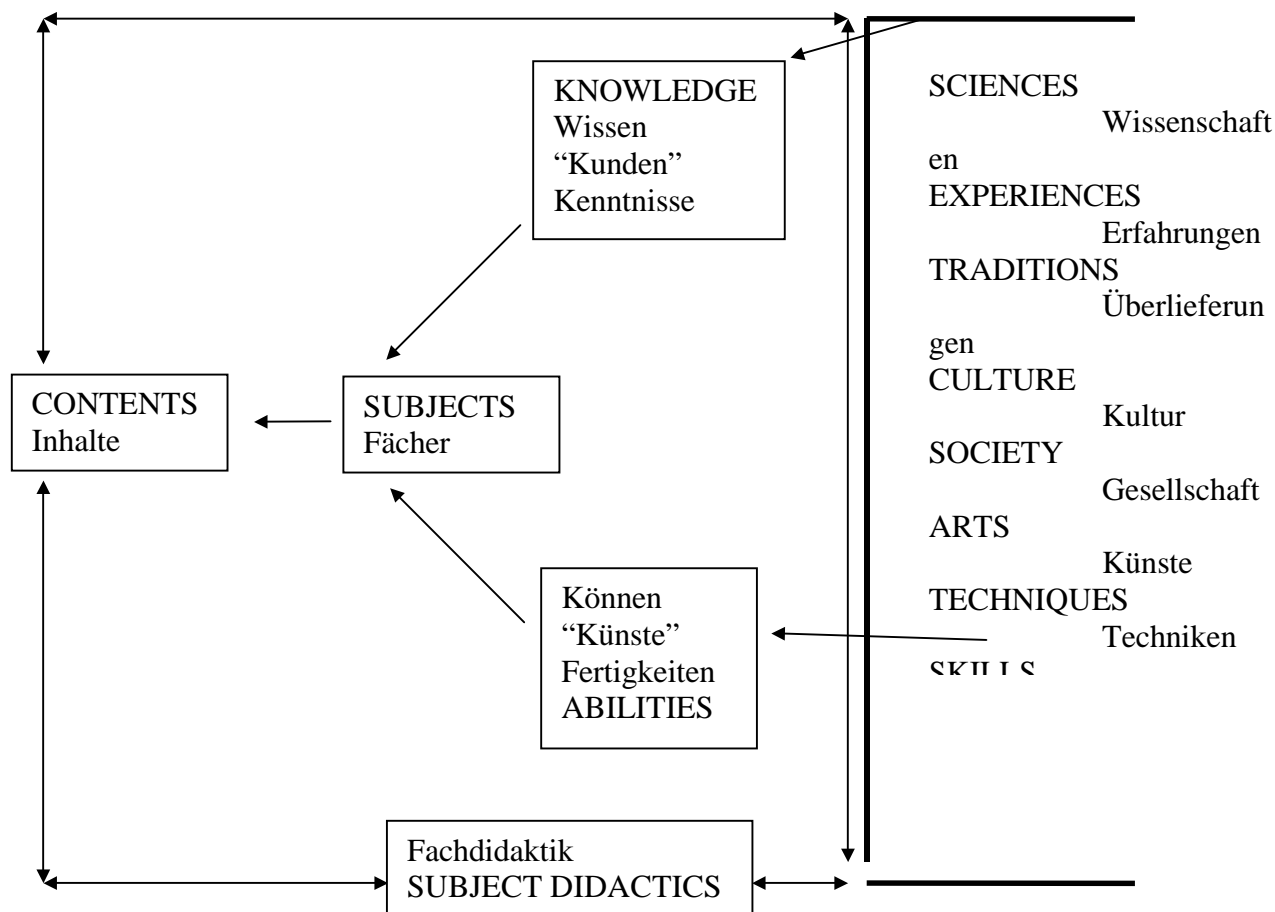 KNOWLEDGE
Wissen
“Kunden”
Kenntnisse
CONTENTS
Inhalte
SUBJECTS
Fächer
Können
“Künste”
Fertigkeiten
ABILITIES
Fachdidaktik
SUBJECT DIDACTICS
SCIENCES
Wissenschaft
en
EXPERIENCES
Erfahrungen
TRADITIONS
Überlieferun
gen
CULTURE
Kultur
SOCIETY
Gesellschaft
ARTS
Künste
TECHNIQUES
Techniken
SKILLS